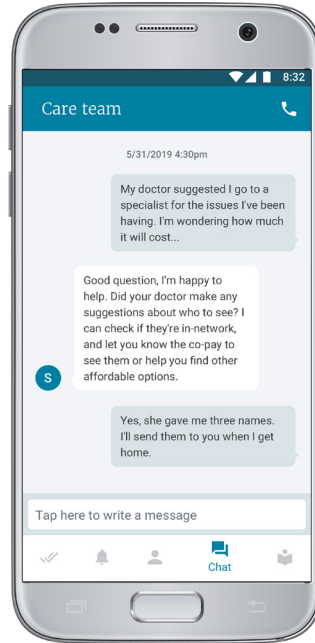 8:32
Care team
5/31/2019 4:30pm
My doctor suggested I go to a
specialist for the issues I've been
having. I'm wondering how much
it will cost...
Good question, I'm happy to
help. Did your doctor make any
suggestions about who to see? I
can check if they're in-network,
and let you know the co-pay to
see them or help you find other
affordable options.
S
Yes, she gave me three names.
I'll send them to you when I get
home.
Tap here to write a message
Chat